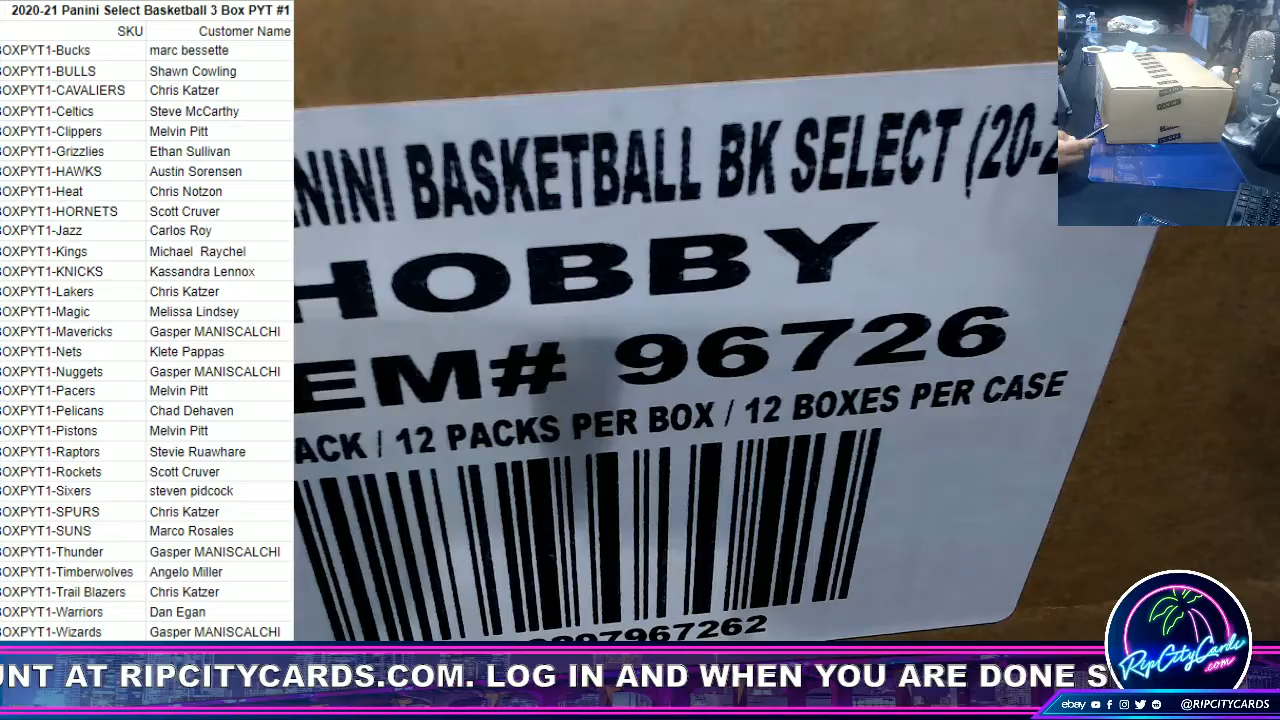 2020-21 Panini Select Basketball 3 Box PYT #1
SKU Customer Name
BOXPYT1-Bucks marc bessette
BOXPYT1-BULLS Shawn Cowling
BOXPYT1-CAVALIERS Chris Katzer
BOXPYT1-Celtics Steve McCarthy
BOXPYT1-Clippers Melvin Pitt
BOXPYT1-Grizzlies Ethan Sullivan
BOXPYT1-HAWKS Austin Sorensen
BOXPYT1-Heat Chris Notzon
BOXPYT1-HORNETS Scott Cruver
BOXPYT1-Jazz Carlos Roy
BOXPYT1-Kings Michael Raychel
BOXPYT1-KNICKS Kassandra Lennox
BOXPYT1-Lakers Chris Katzer
BOXPYT1-Magic Melissa Lindsey
BOXPYT1-Mavericks Gasper MANISCALCHI
BOXPYT1-Nets Klete Pappas
BOXPYT1-Nuggets Gasper MANISCALCHI
BOXPYT1-Pacers Melvin Pitt
BOXPYT1-Pelicans Chad Dehaven
BOXPYT1-Pistons Melvin Pitt
BOXPYT1-Raptors Stevie Ruawhare
BOXPYT1-Rockets Scott Cruver
BOXPYT1-Sixers steven pidcock
BOXPYT1-SPURS Chris Katzer
BOXPYT1-SUNS Marco Rosales
BOXPYT1-Thunder Gasper MANISCALCHI
BOXPYT1-Timberwolves Angelo Miller
BOXPYT1-Trail Blazers Chris Katzer
BOXPYT1-Warriors Dan Egan
BOXPYT1-Wizards Gasper MANISCALCHI
NINI BASKETBALL BK SELECT (20-2
HOBBY
EM# 96726
ACK / 12 PACKS PER BOX / 12 BOXES PER CASE
97967262
UNT AT RIPCITYCARDS.COM. LOG IN AND WHEN YOU ARE DONE S
RipCityCards
.com
ebay @RIPCITYCARDS